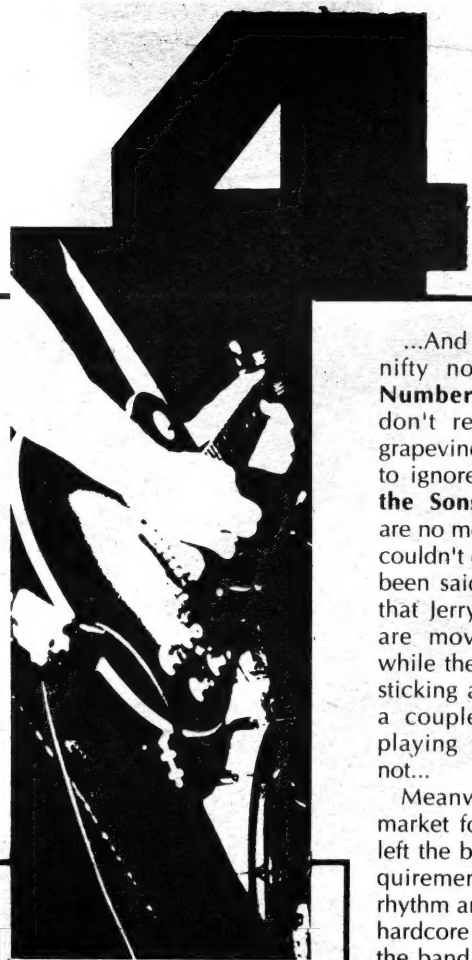 4
...And
nifty no
Number
don't re
grapevine
to ignore
the Sons
are no mo
couldn't
been said
that Jerry
are mov
while the
sticking a
a couple
playing
not...
Meanv
market fo
left the b
quiremen
rhythm ar
hardcore
the band